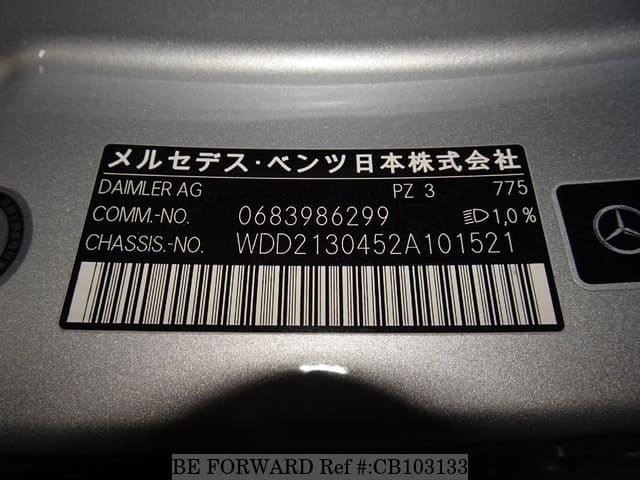 メルセデス・ベンツ日本株式会社
DAIMLER AG PZ 3 775
COMM.-NO. 0683986299 1,0 %
CHASSIS.-NO. WDD2130452A101521
BE FORWARD Ref #:CB103133